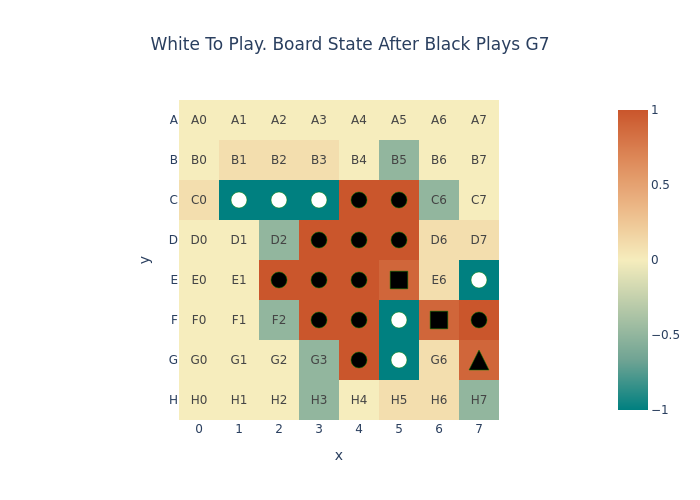 White To Play. Board State After Black Plays G7
A A0 A1 A2 A3 A4 A5 A6 A7
B B0 B1 B2 B3 B4 B5 B6 B7
C C0 C6 C7
D D0 D1 D2 D6 D7
E E0 E1 E6
F F0 F1 F2
G G0 G1 G2 G3 G6
H H0 H1 H2 H3 H4 H5 H6 H7
0 1 2 3 4 5 6 7
x
y
1
0.5
0
−0.5
−1